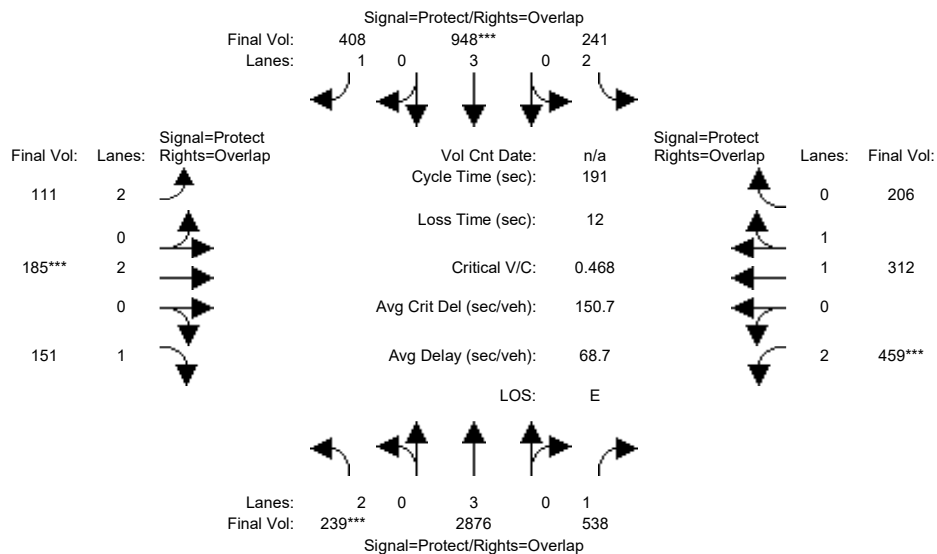 Signal=Protect/Rights=Overlap
Final Vol: 408 948*** 241
Lanes: 1 0 3 0 2
Signal=Protect
Final Vol: Lanes: Rights=Overlap
Vol Cnt Date: n/a
Signal=Protect
Rights=Overlap Lanes: Final Vol:
Cycle Time (sec): 191
111 2
0 206
Loss Time (sec): 12
0
1
185*** 2
Critical V/C: 0.468
1 312
0
Avg Crit Del (sec/veh): 150.7
0
151 1
Avg Delay (sec/veh): 68.7
2 459***
LOS: E
Lanes: 2 0 3 0 1
Final Vol: 239*** 2876 538
Signal=Protect/Rights=Overlap